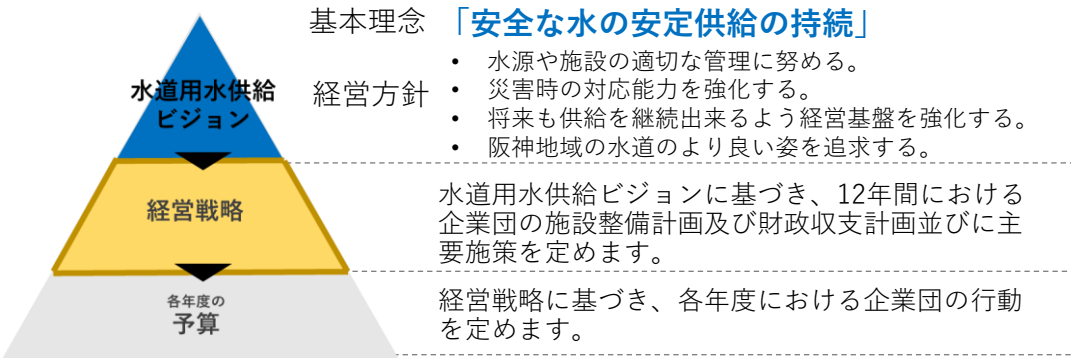 基本理念 「安全な水の安定供給の持続」
水道用水供給
ビジョン
経営方針
• 水源や施設の適切な管理に努める。
• 災害時の対応能力を強化する。
• 将来も供給を継続出来るよう経営基盤を強化する。
• 阪神地域の水道のより良い姿を追求する。
経営戦略
水道用水供給ビジョンに基づき、12年間における
企業団の施設整備計画及び財政収支計画並びに主
要施策を定めます。
各年度の
予算
経営戦略に基づき、各年度における企業団の行動
を定めます。